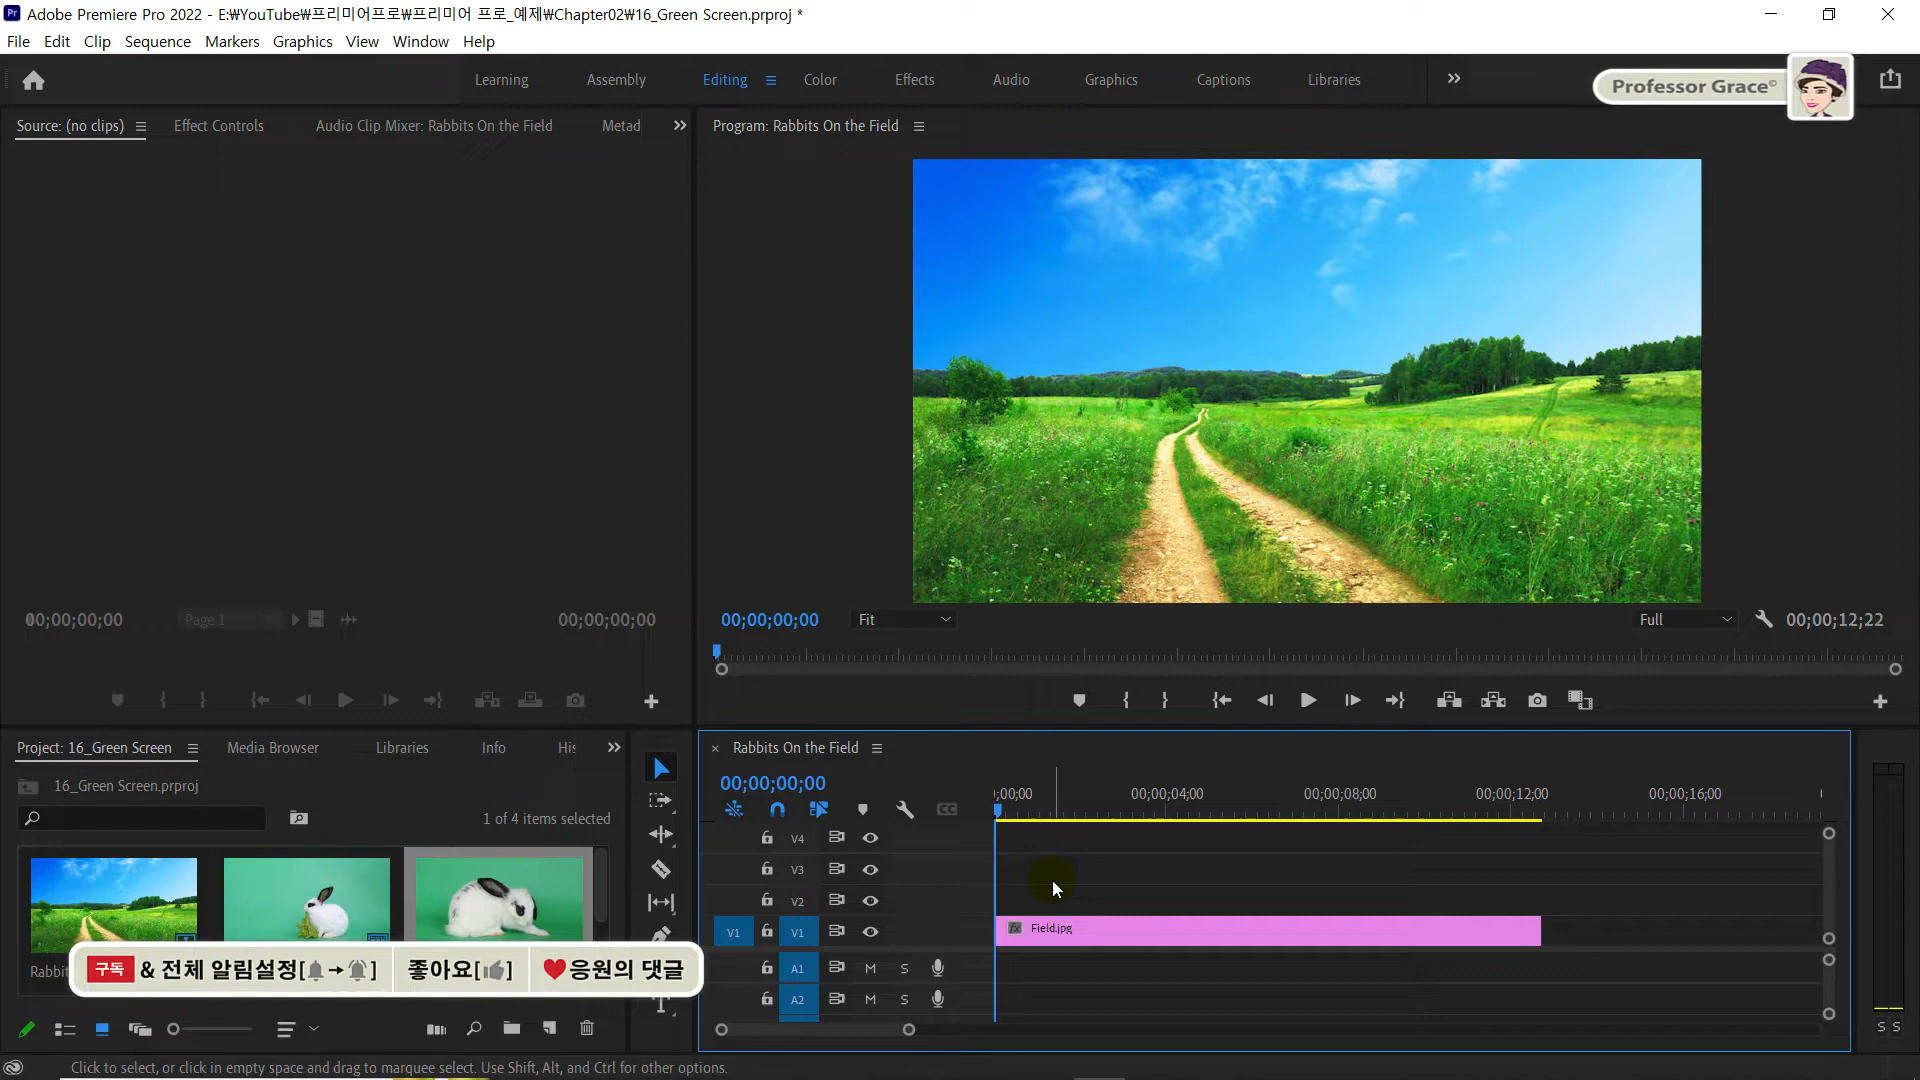 Adobe Premiere Pro 2022 - E:₩YouTube₩프리미어프로₩프리미어 프로_예제₩Chapter02₩16_Green Screen.prproj *
File Edit Clip Sequence Markers Graphics View Window Help
Learning Assembly Editing Color Effects Audio Graphics Captions Libraries
Professor Grace©
Source: (no clips) Effect Controls Audio Clip Mixer: Rabbits On the Field Metad
Program: Rabbits On the Field
00;00;00;00 Page 1 00;00;00;00
00;00;00;00 Fit Full 00;00;12;22
Project: 16_Green Screen Media Browser Libraries Info His
16_Green Screen.prproj
1 of 4 items selected
Rabbit
구독 & 전체 알림설정[→] 좋아요[] ♥응원의 댓글
Rabbits On the Field
00;00;00;00
;00;00 00;00;04;00 00;00;08;00 00;00;12;00 00;00;16;00
V4
V3
V2
V1 V1 fx Field.jpg
A1 M S
A2 M S
S S
Click to select, or click in empty space and drag to marquee select. Use Shift, Alt, and Ctrl for other options.